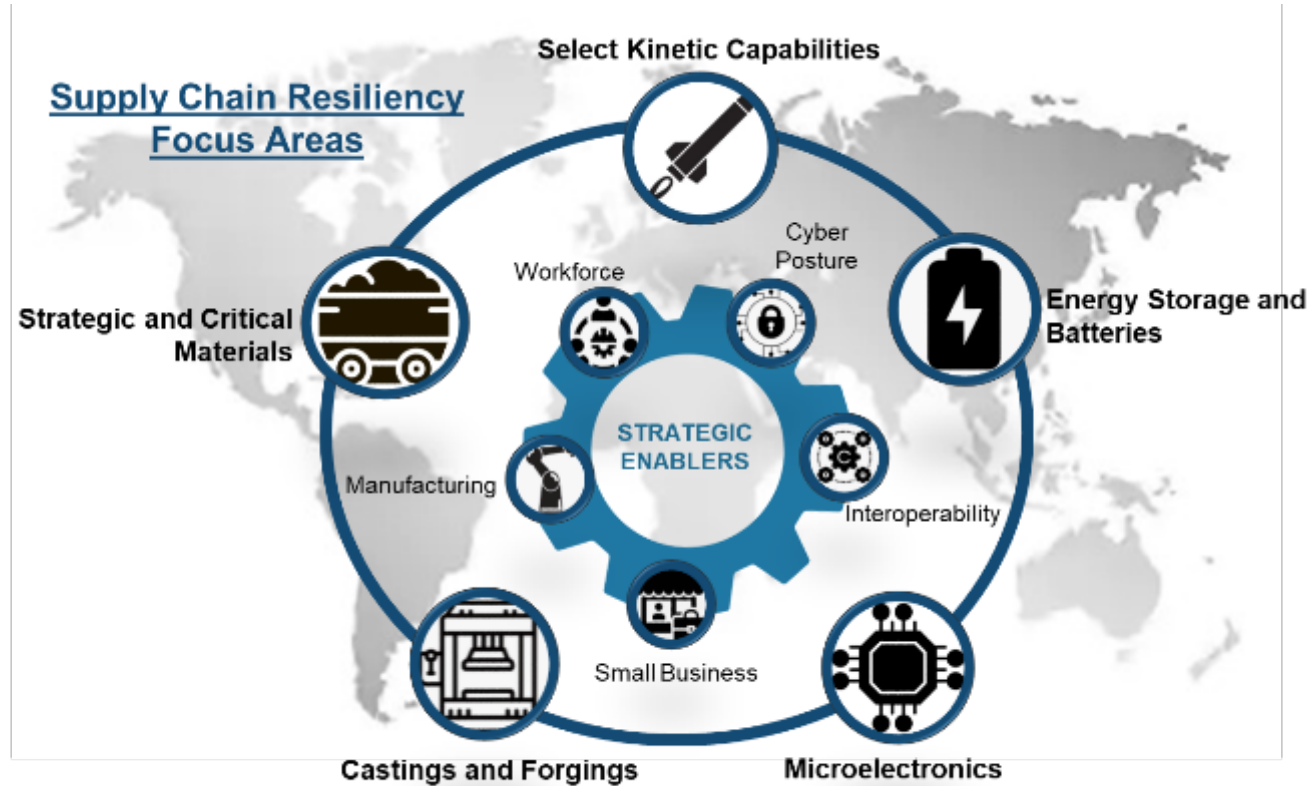 Select Kinetic Capabilities
Supply Chain Resiliency
Focus Areas
Cyber
Posture
Workforce
Energy Storage and
Batteries
Strategic and Critical
Materials
STRATEGIC
ENABLERS
Manufacturing
Interoperability
Small Business
Castings and Forgings
Microelectronics